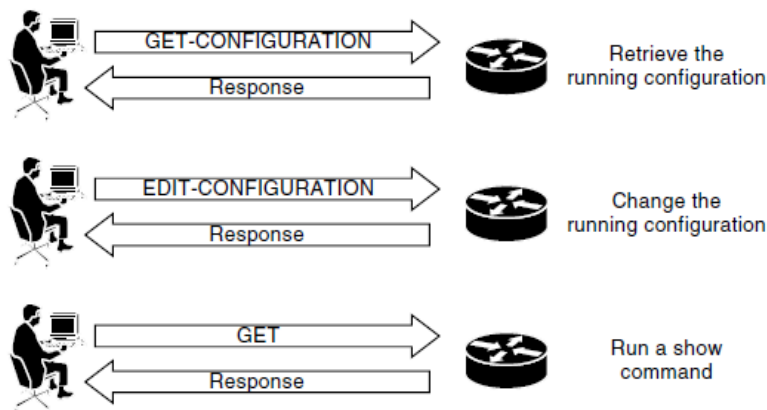 GET-CONFIGURATION
Response
Retrieve the
running configuration
EDIT-CONFIGURATION
Response
Change the
running configuration
GET
Response
Run a show
command